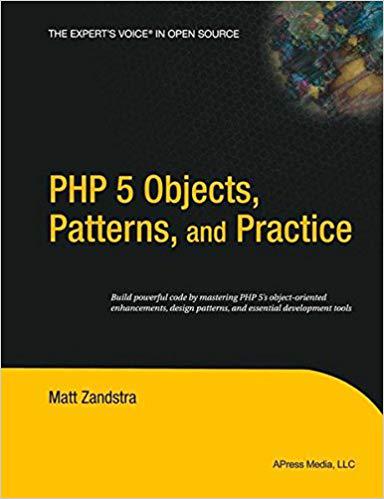 THE EXPERT'S VOICE® IN OPEN SOURCE
PHP 5 Objects,
Patterns, and Practice
Build powerful code by mastering PHP 5's object-oriented
enhancements, design patterns, and essential development tools
Matt Zandstra
APress Media, LLC